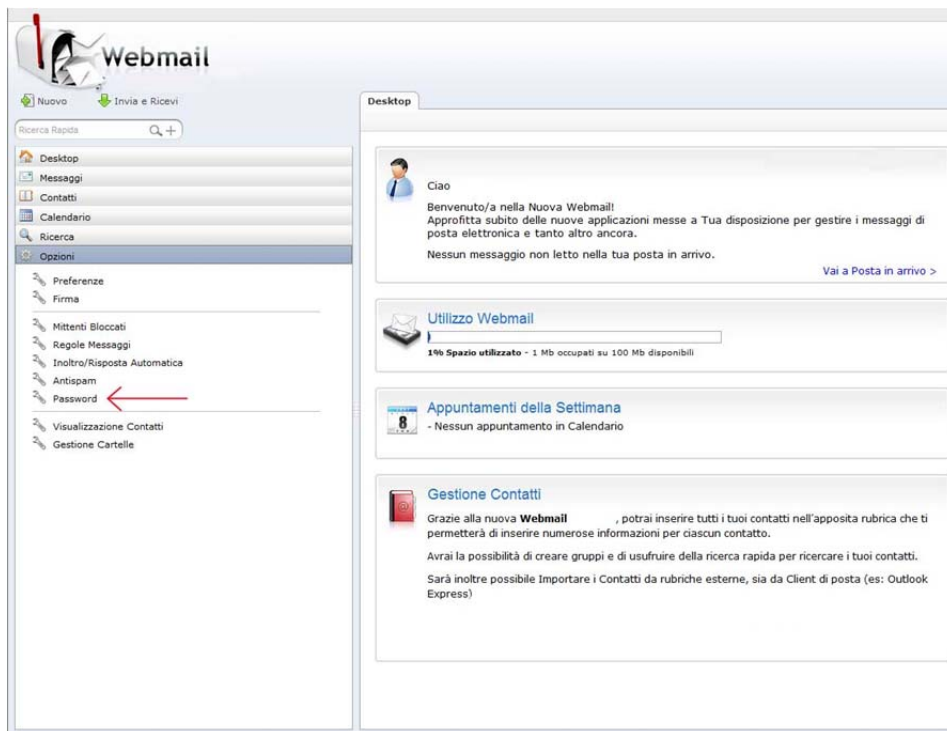 Webmail
Nuovo
Invia e Ricevi
Ricerca Rapida
Desktop
Messaggi
Contatti
Calendario
Ricerca
Opzioni
Preferenze
Firma
Mittenti Bloccati
Regole Messaggi
Inoltro/Risposta Automatica
Antispam
Password
Visualizzazione Contatti
Gestione Cartelle
Desktop
Ciao
Benvenuto/a nella Nuova Webmail!
Approfitta subito delle nuove applicazioni messe a Tua disposizione per gestire i messaggi di
posta elettronica e tanto altro ancora.
Nessun messaggio non letto nella tua posta in arrivo.
Vai a Posta in arrivo >
Utilizzo Webmail
1% Spazio utilizzato - 1 Mb occupati su 100 Mb disponibili
Appuntamenti della Settimana
8
- Nessun appuntamento in Calendario
Gestione Contatti
Grazie alla nuova Webmail , potrai inserire tutti i tuoi contatti nell'apposita rubrica che ti
permetterà di inserire numerose informazioni per ciascun contatto.
Avrai la possibilità di creare gruppi e di usufruire della ricerca rapida per ricercare i tuoi contatti.
Sarà inoltre possibile Importare i Contatti da rubriche esterne, sia da Client di posta (es: Outlook
Express)